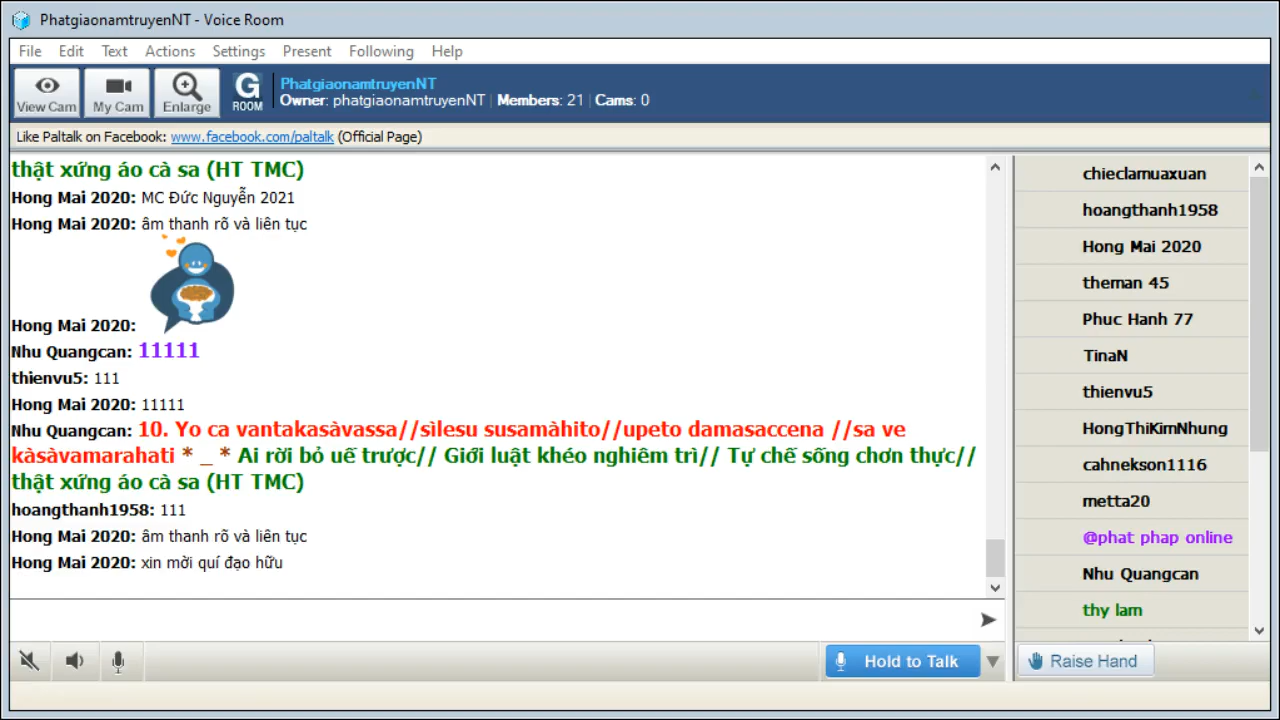 PhatgiaonamtruyenNT - Voice Room
File Edit Text Actions Settings Present Following Help
View Cam My Cam Enlarge G ROOM
PhatgiaonamtruyenNT
Owner: phatgiaonamtruyenNT | Members: 21 | Cams: 0
Like Paltalk on Facebook: www.facebook.com/paltalk (Official Page)
thật xứng áo cà sa (HT TMC)
Hong Mai 2020: MC Đức Nguyễn 2021
Hong Mai 2020: âm thanh rõ và liên tục
Hong Mai 2020:
Nhu Quangcan: 11111
thienvu5: 111
Hong Mai 2020: 11111
Nhu Quangcan: 10. Yo ca vantakasàvassa//sìlesu susamàhito//upeto damasaccena //sa ve
kàsàvamarahati * _ * Ai rời bỏ uế trược// Giới luật khéo nghiêm trì// Tự chế sống chơn thực//
thật xứng áo cà sa (HT TMC)
hoangthanh1958: 111
Hong Mai 2020: âm thanh rõ và liên tục
Hong Mai 2020: xin mời quí đạo hữu
Hold to Talk
chieclamuaxuan
hoangthanh1958
Hong Mai 2020
theman 45
Phuc Hanh 77
TinaN
thienvu5
HongThiKimNhung
cahnekson1116
metta20
@phat phap online
Nhu Quangcan
thy lam
Raise Hand